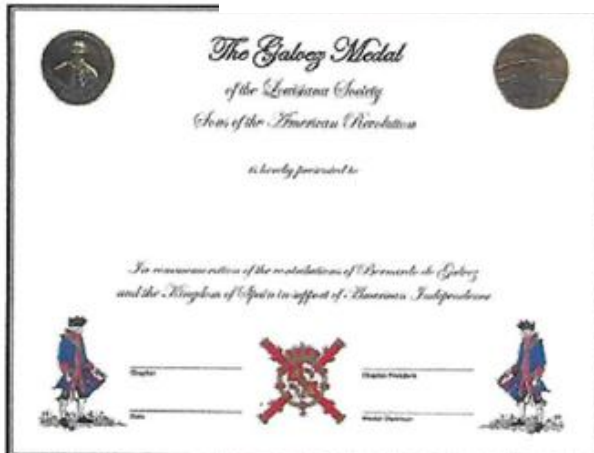 The Galvez Medal
of the Louisiana Society
Sons of the American Revolution
is hereby presented to
In commemoration of the contributions of Bernardo de Galvez
and the Kingdom of Spain in support of American Independence
Chapter
Chapter President
Date